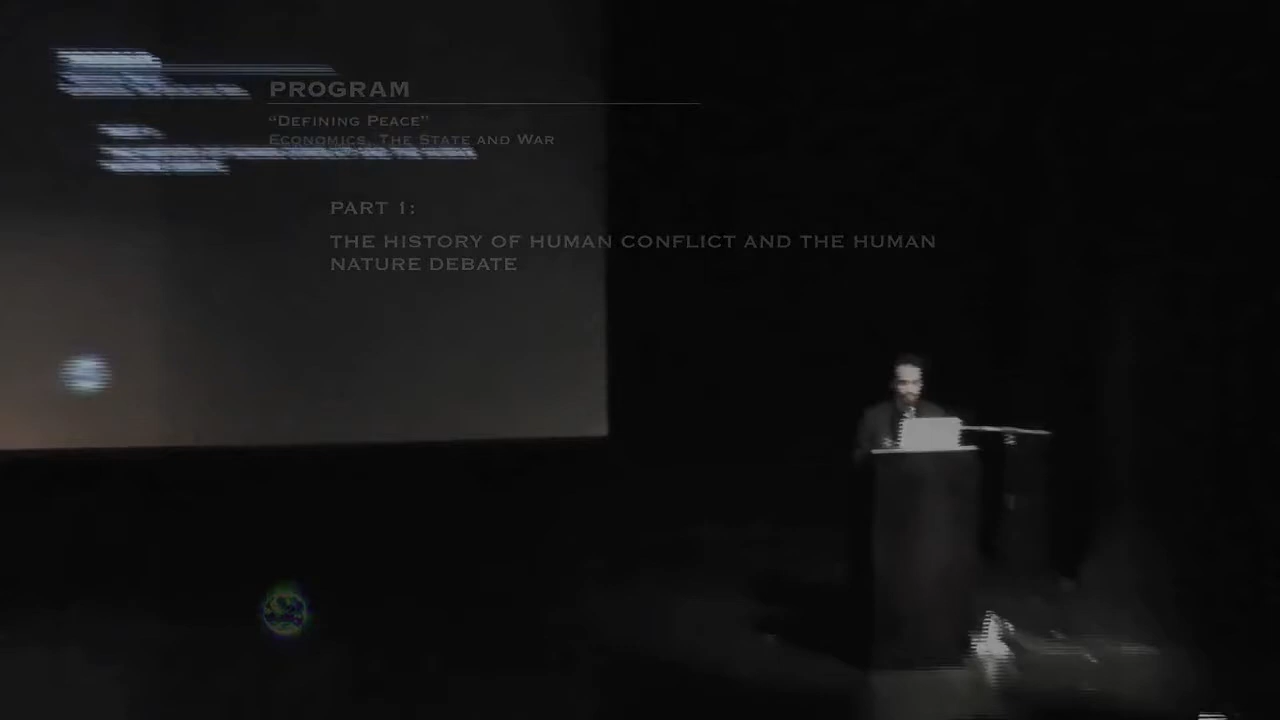 PROGRAM
“Defining Peace”
Economics, The State and War
PART 1:
THE HISTORY OF HUMAN CONFLICT AND THE HUMAN
NATURE DEBATE